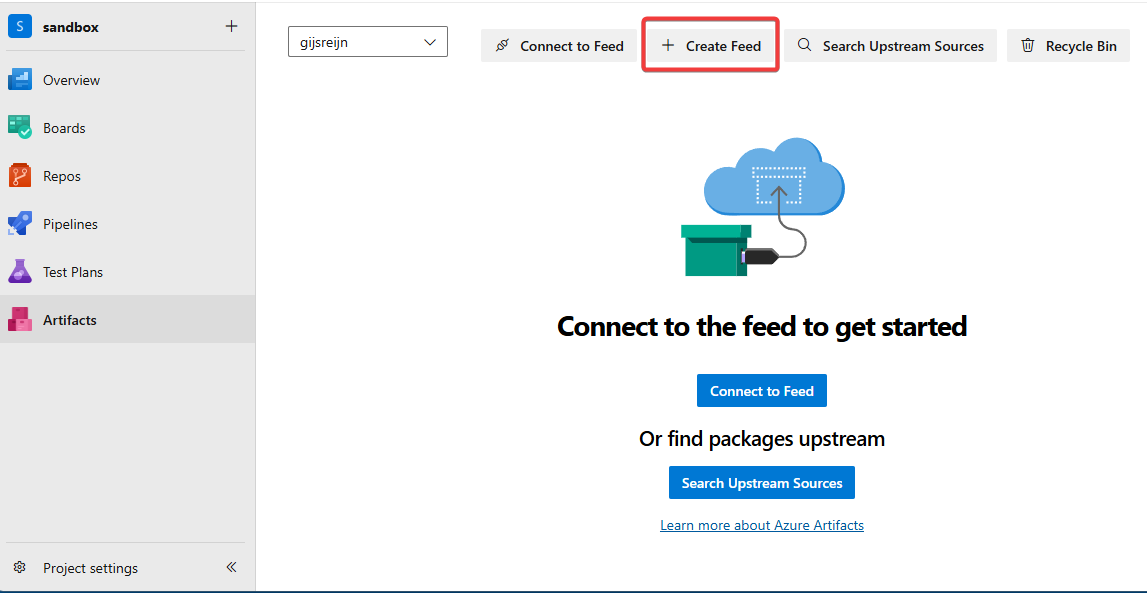 S sandbox
Overview
Boards
Repos
Pipelines
Test Plans
Artifacts
Project settings
gijsreijn
Connect to Feed
Create Feed
Search Upstream Sources
Recycle Bin
Connect to the feed to get started
Connect to Feed
Or find packages upstream
Search Upstream Sources
Learn more about Azure Artifacts